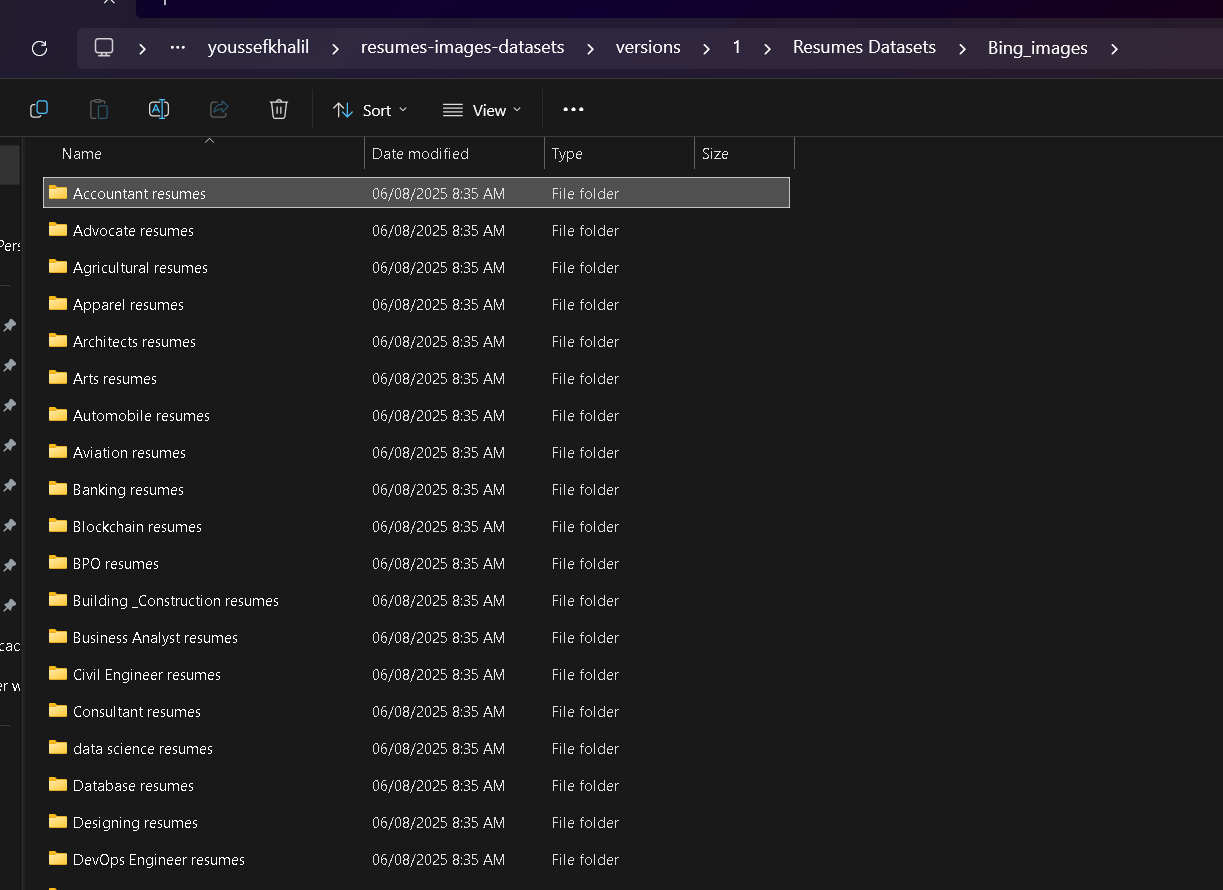 youssefkhalil > resumes-images-datasets > versions > 1 > Resumes Datasets > Bing_images >
Sort View
Name Date modified Type Size
Accountant resumes 06/08/2025 8:35 AM File folder
Advocate resumes 06/08/2025 8:35 AM File folder
Agricultural resumes 06/08/2025 8:35 AM File folder
Apparel resumes 06/08/2025 8:35 AM File folder
Architects resumes 06/08/2025 8:35 AM File folder
Arts resumes 06/08/2025 8:35 AM File folder
Automobile resumes 06/08/2025 8:35 AM File folder
Aviation resumes 06/08/2025 8:35 AM File folder
Banking resumes 06/08/2025 8:35 AM File folder
Blockchain resumes 06/08/2025 8:35 AM File folder
BPO resumes 06/08/2025 8:35 AM File folder
Building _Construction resumes 06/08/2025 8:35 AM File folder
Business Analyst resumes 06/08/2025 8:35 AM File folder
Civil Engineer resumes 06/08/2025 8:35 AM File folder
Consultant resumes 06/08/2025 8:35 AM File folder
data science resumes 06/08/2025 8:35 AM File folder
Database resumes 06/08/2025 8:35 AM File folder
Designing resumes 06/08/2025 8:35 AM File folder
DevOps Engineer resumes 06/08/2025 8:35 AM File folder